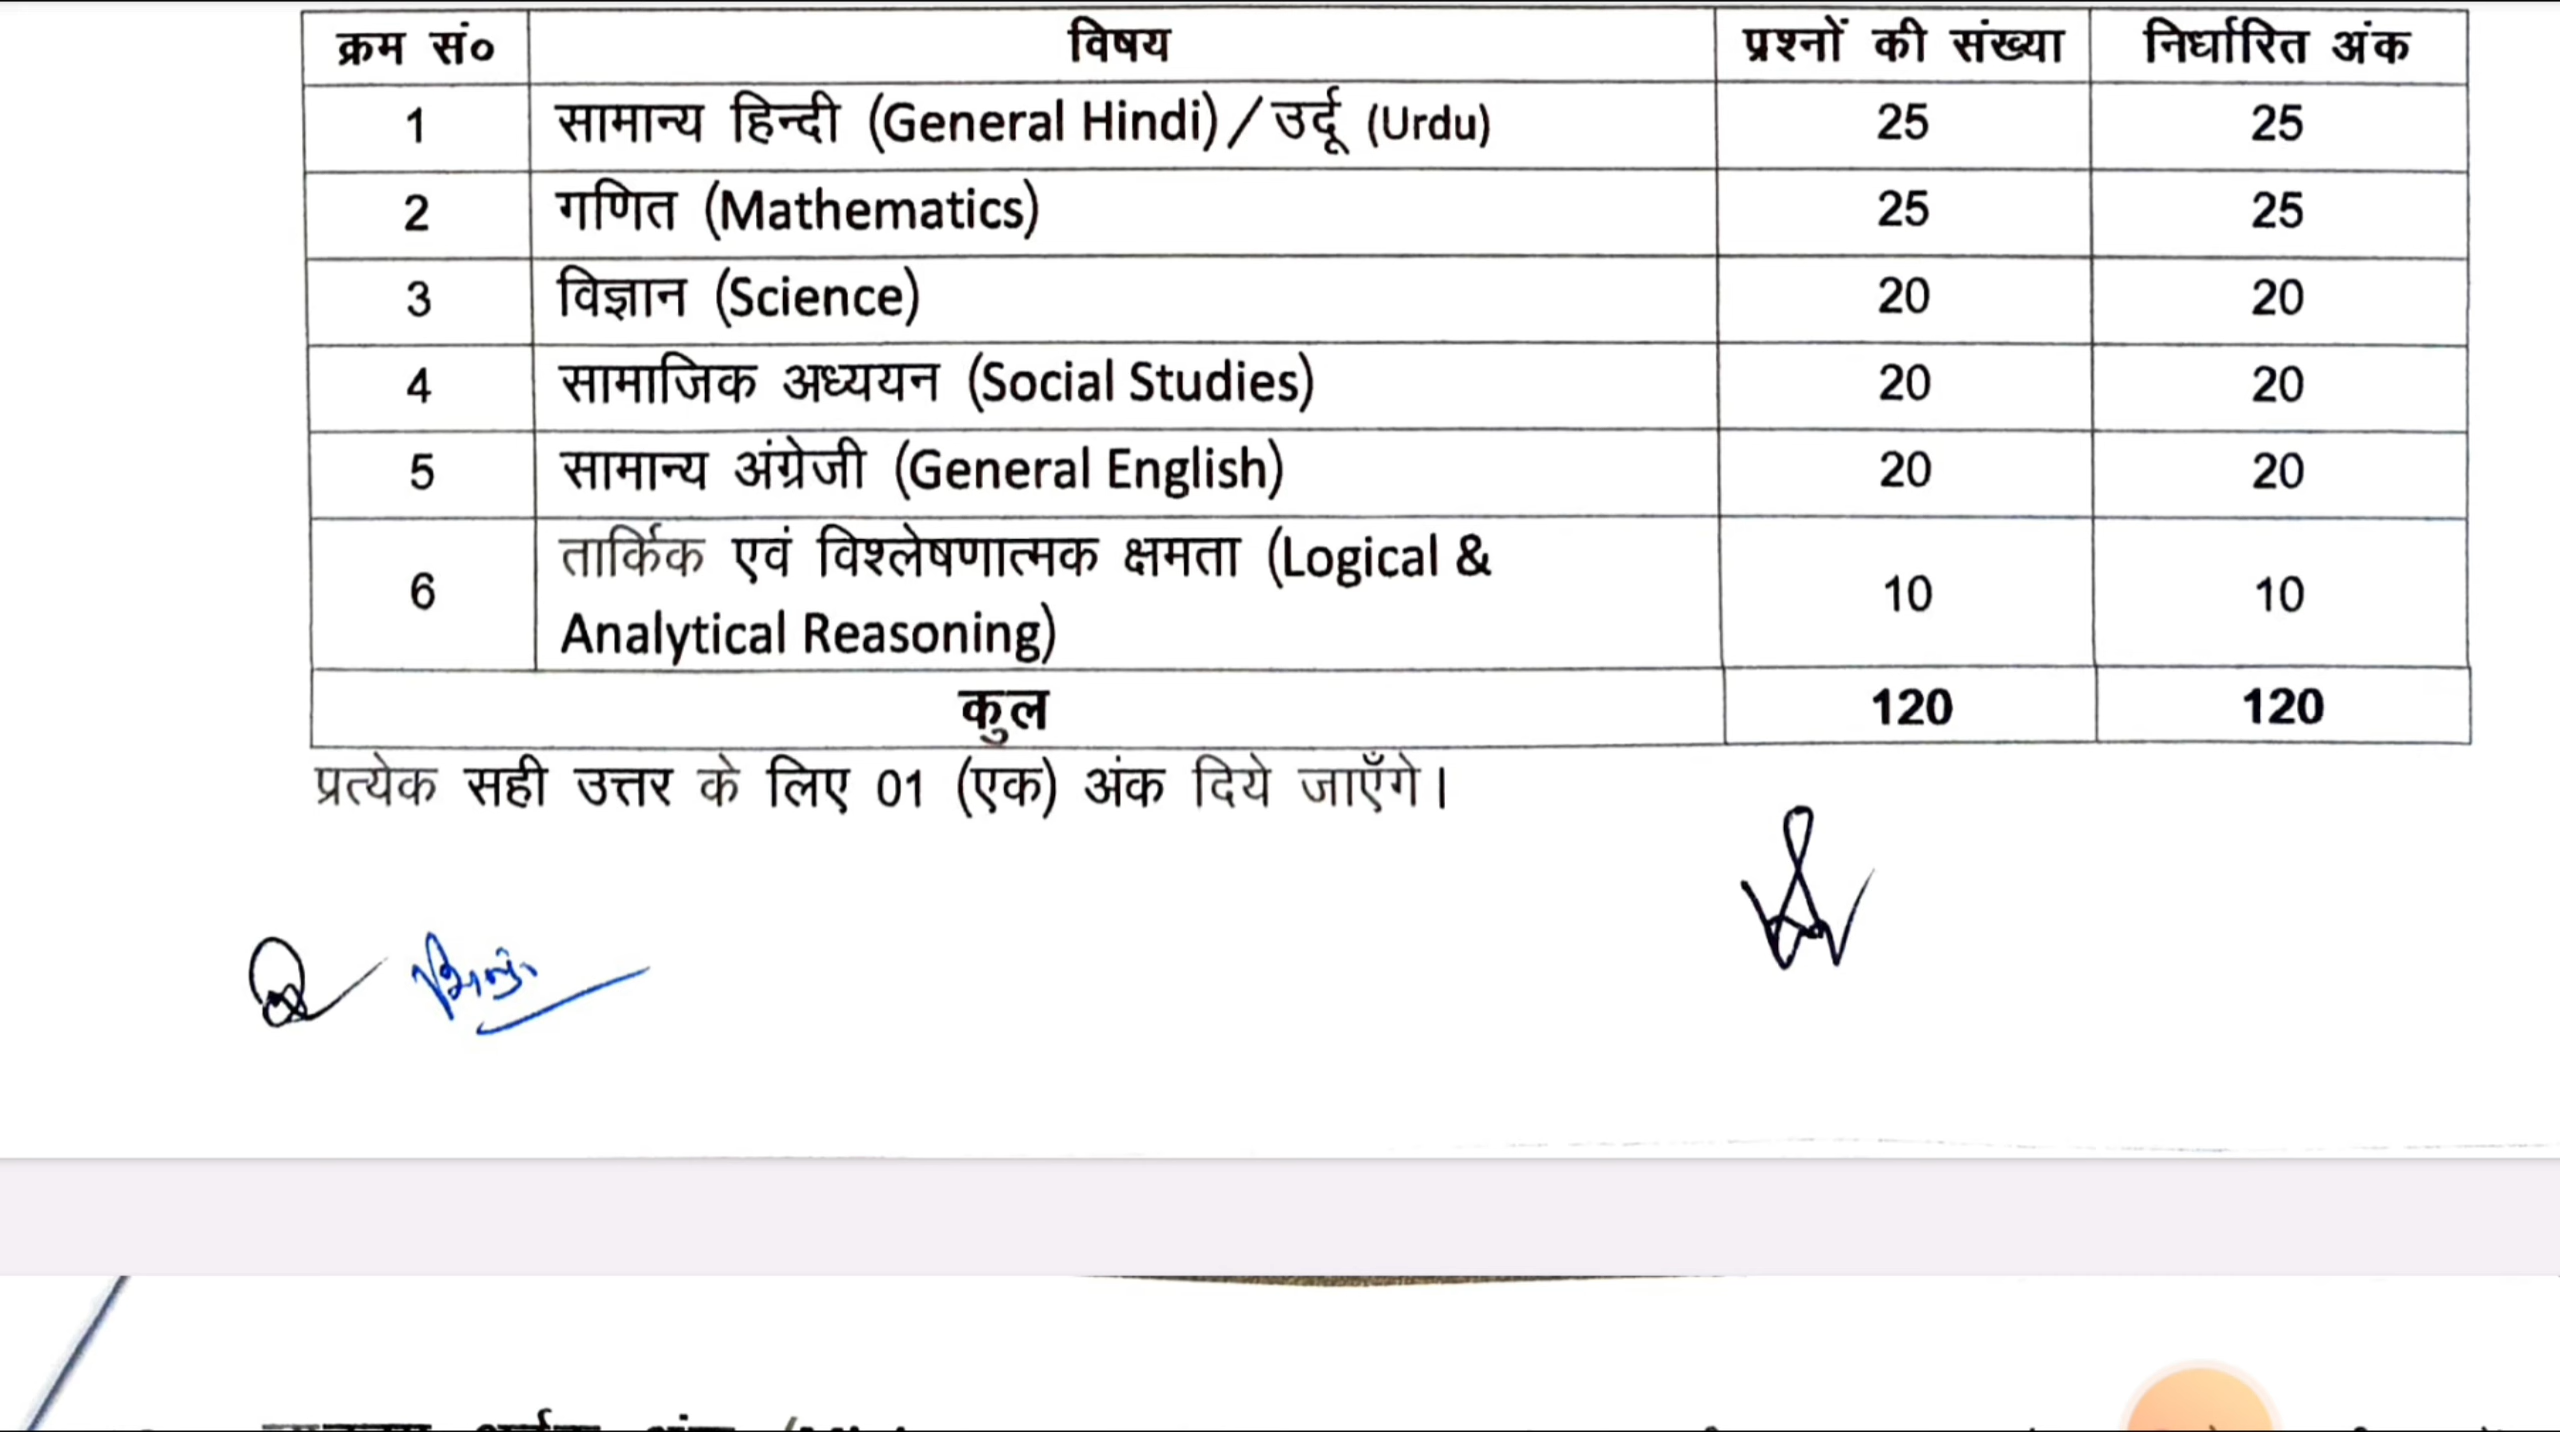 क्रम सं० विषय प्रश्नों की संख्या निर्धारित अंक
1 सामान्य हिन्दी (General Hindi) / उर्दू (Urdu) 25 25
2 गणित (Mathematics) 25 25
3 विज्ञान (Science) 20 20
4 सामाजिक अध्ययन (Social Studies) 20 20
5 सामान्य अंग्रेजी (General English) 20 20
6 तार्किक एवं विश्लेषणात्मक क्षमता (Logical &
Analytical Reasoning) 10 10
कुल 120 120
प्रत्येक सही उत्तर के लिए 01 (एक) अंक दिये जाएँगे।